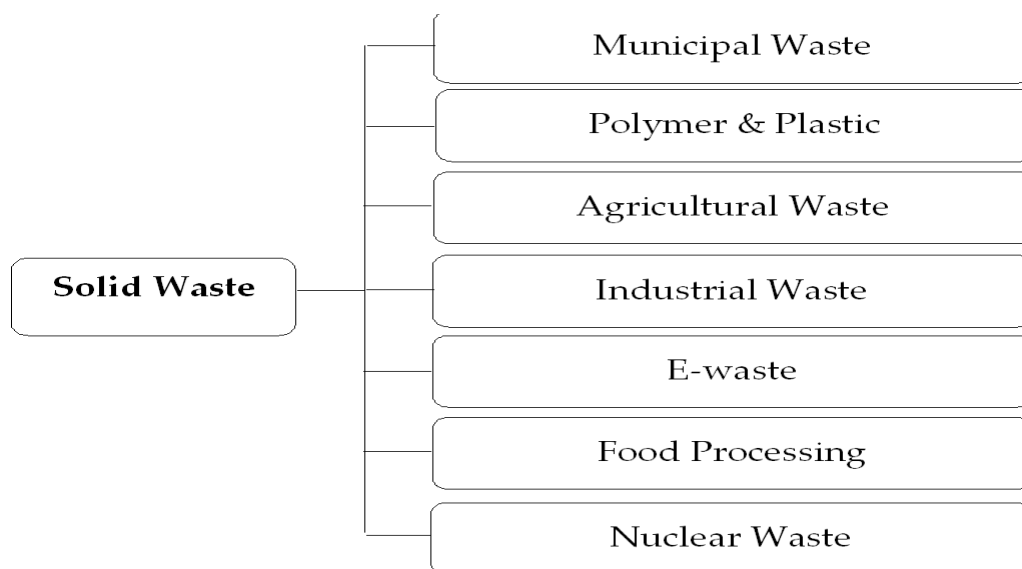 Municipal Waste
Polymer & Plastic
Agricultural Waste
Solid Waste
Industrial Waste
E-waste
Food Processing
Nuclear Waste